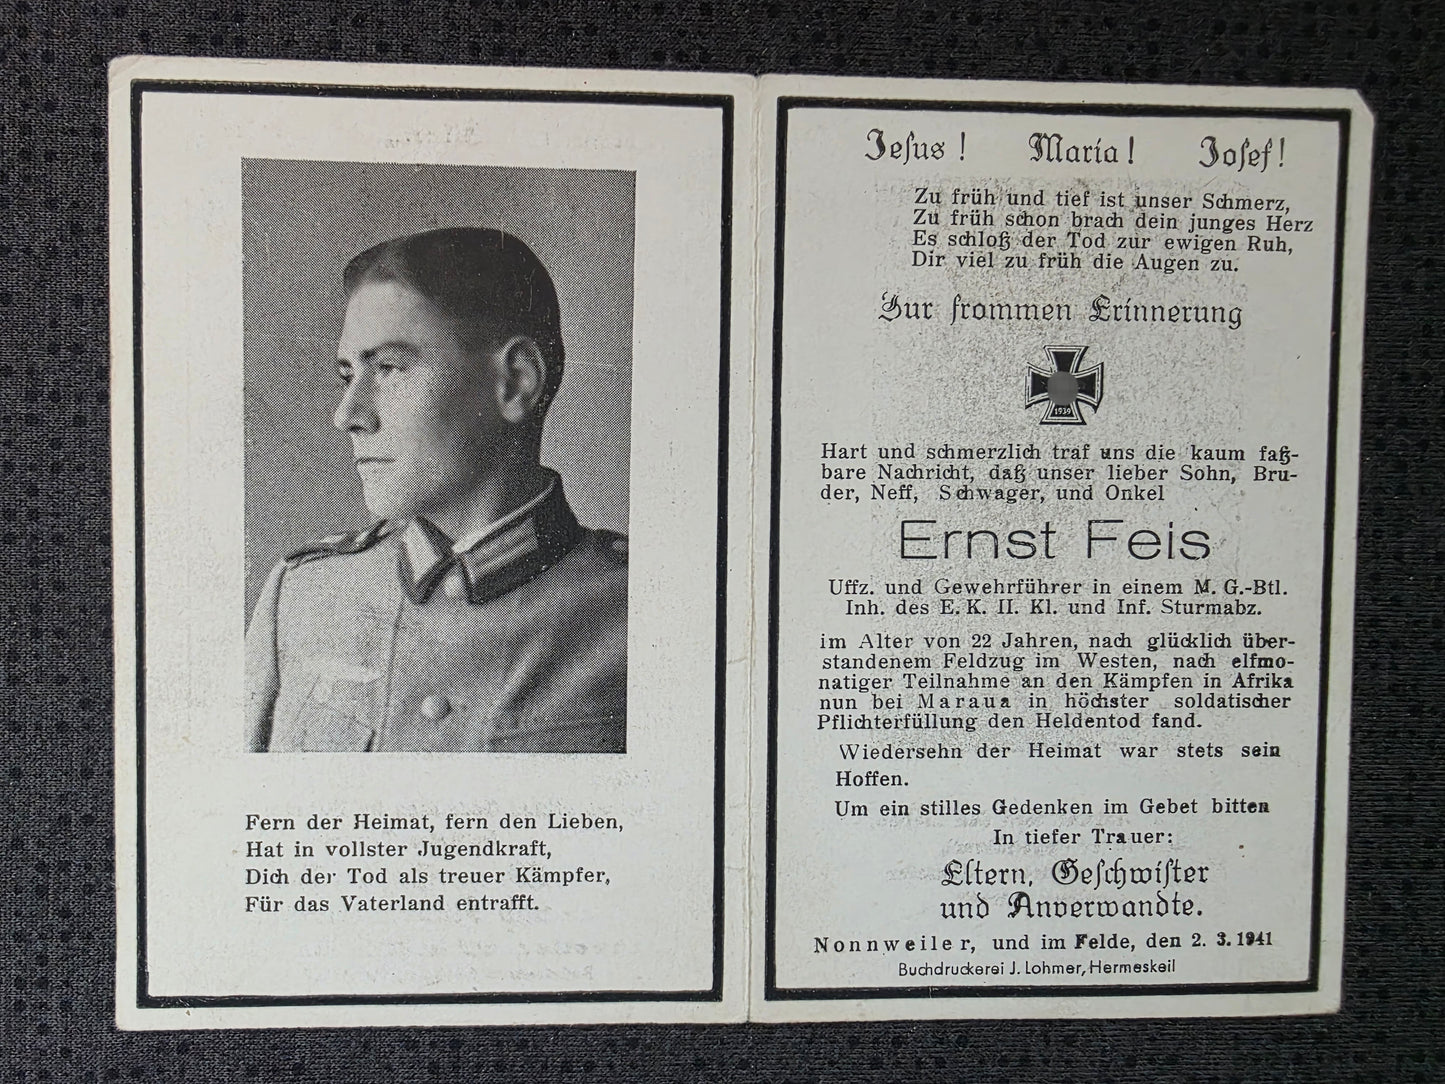 Fern der Heimat, fern den Lieben,
Hat in vollster Jugendkraft,
Dich der Tod als treuer Kämpfer,
Für das Vaterland entrafft.
Jesus! Maria! Josef!
Zu früh und tief ist unser Schmerz,
Zu früh schon brach dein junges Herz
Es schloß der Tod zur ewigen Ruh,
Dir viel zu früh die Augen zu.
Zur frommen Erinnerung
1939
Hart und schmerzlich traf uns die kaum faß-
bare Nachricht, daß unser lieber Sohn, Bru-
der, Neff, Schwager, und Onkel
Ernst Feis
Uffz. und Gewehrführer in einem M. G.-Btl.
Inh. des E. K. II. Kl. und Inf. Sturmabz.
im Alter von 22 Jahren, nach glücklich über-
standenem Feldzug im Westen, nach elfmo-
natiger Teilnahme an den Kämpfen in Afrika
nun bei Maraua in höchster soldatischer
Pflichterfüllung den Heldentod fand.
Wiedersehn der Heimat war stets sein
Hoffen.
Um ein stilles Gedenken im Gebet bitten
In tiefer Trauer:
Eltern, Geschwister
und Anverwandte.
Nonnweiler, und im Felde, den 2. 3. 1941
Buchdruckerei J. Lohmer, Hermeskeil